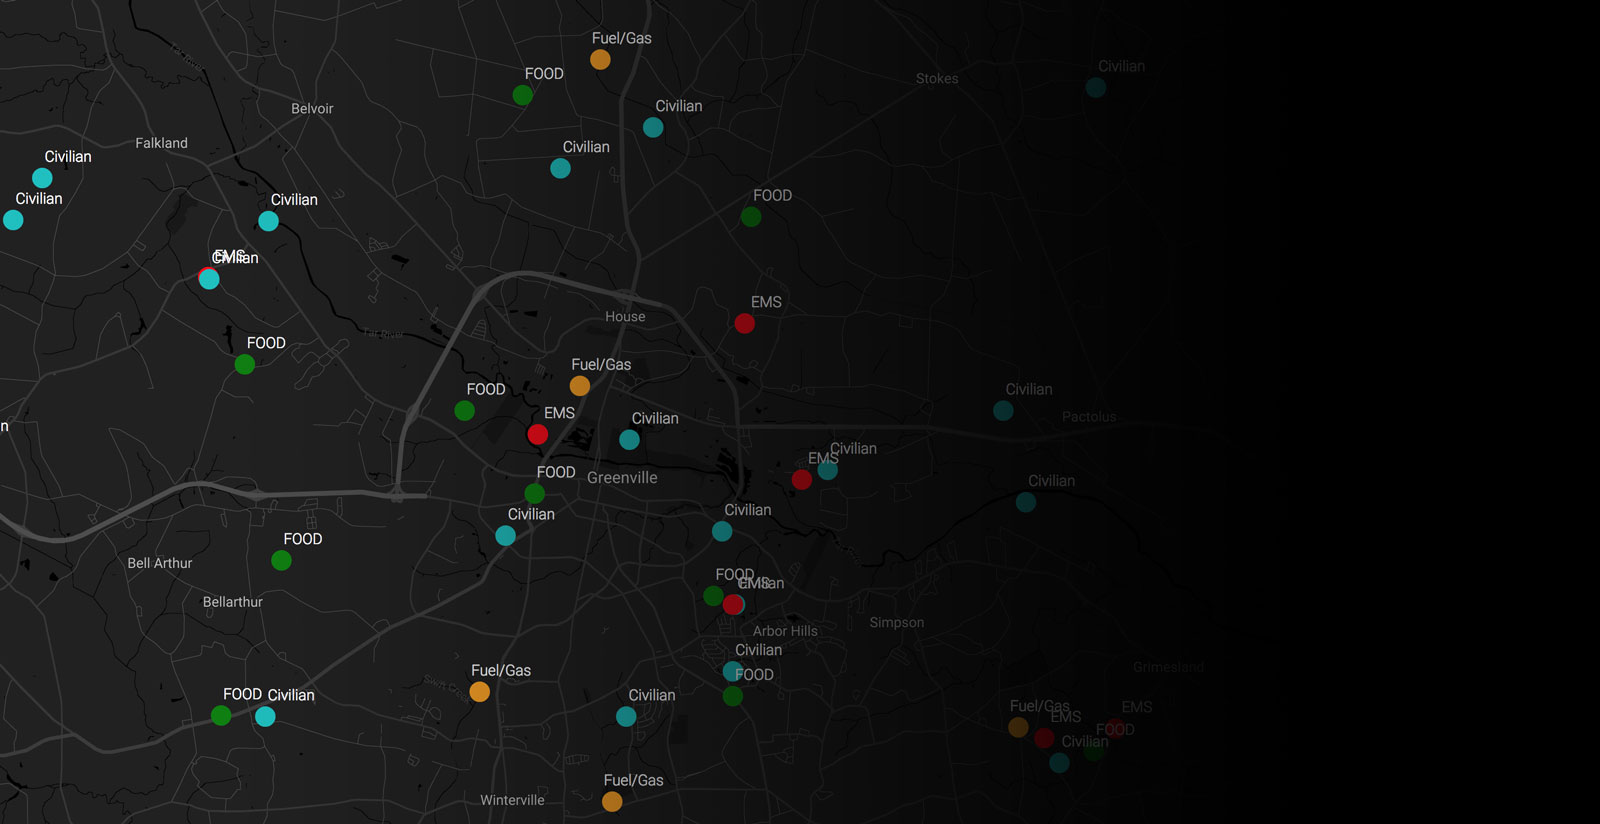 Fuel/Gas
Civilian
FOOD
Stokes
Civilian
Belvoir
Falkland
Civilian
Civilian
FOOD
Civilian
Civilian
EMS
Civilian
EMS
House
Tar River
FOOD
Fuel/Gas
FOOD
Civilian
EMS
Civilian
Pactolus
n
Civilian
EMS
FOOD
Greenville
Civilian
Civilian
Civilian
FOOD
Bell Arthur
FOOD
EMS
Civilian
Bellarthur
Arbor Hills
Simpson
Civilian
Grimesland
Fuel/Gas
FOOD
FOOD
Civilian
Civilian
Fuel/Gas
EMS
EMS
FOOD
Civilian
Fuel/Gas
Winterville